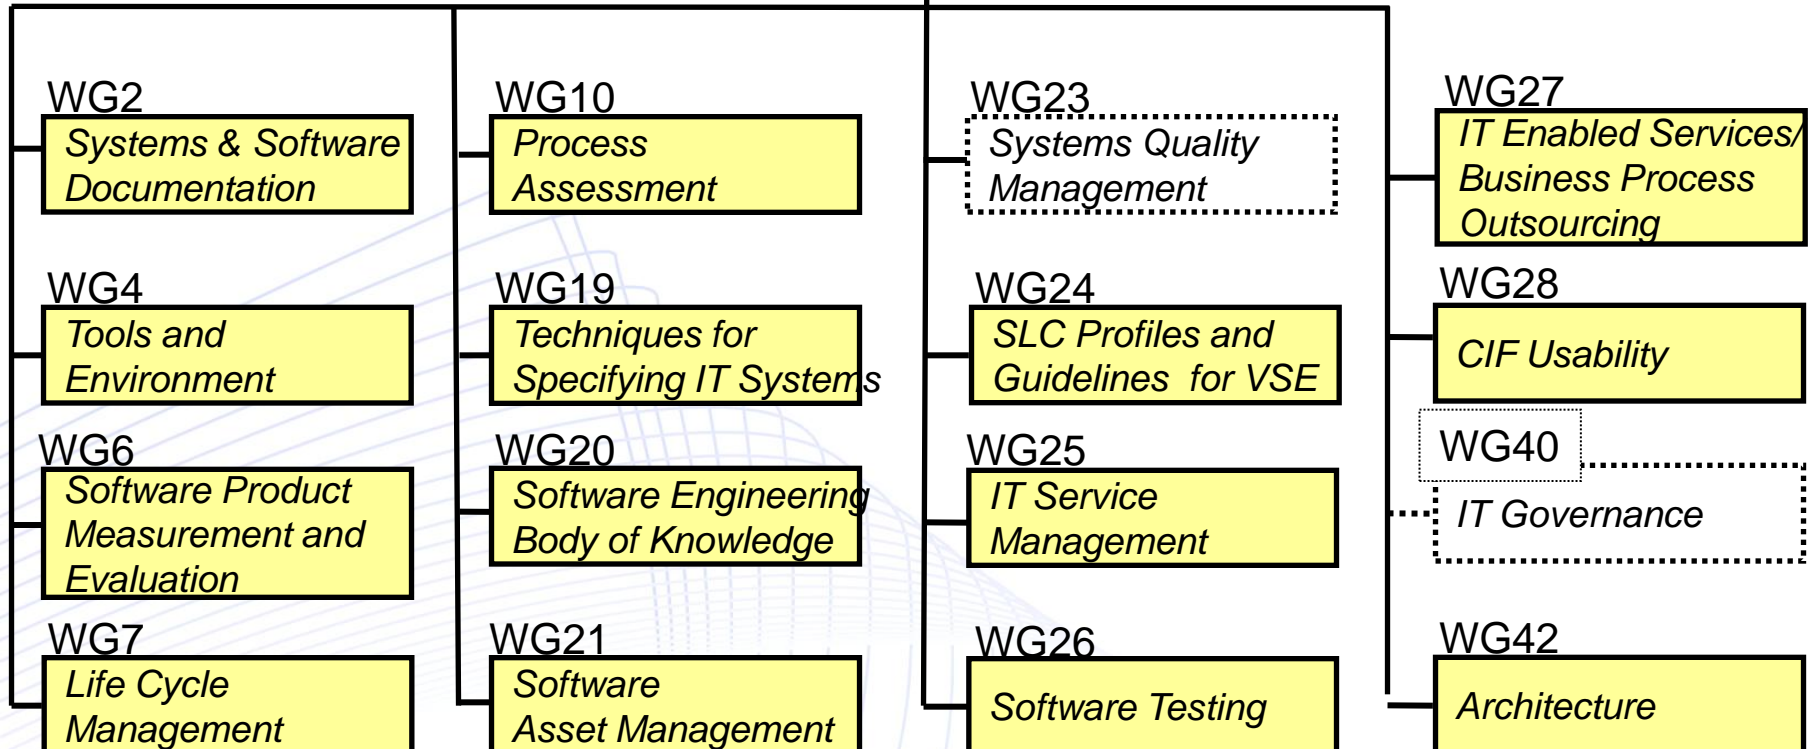 WG2
Systems & Software
Documentation
WG4
Tools and
Environment
WG6
Software Product
Measurement and
Evaluation
WG7
Life Cycle
Management
WG10
Process
Assessment
WG19
Techniques for
Specifying IT Systems
WG20
Software Engineering
Body of Knowledge
WG21
Software
Asset Management
WG23
Systems Quality
Management
WG24
SLC Profiles and
Guidelines for VSE
WG25
IT Service
Management
WG26
Software Testing
WG27
IT Enabled Services/
Business Process
Outsourcing
WG28
CIF Usability
WG40
IT Governance
WG42
Architecture